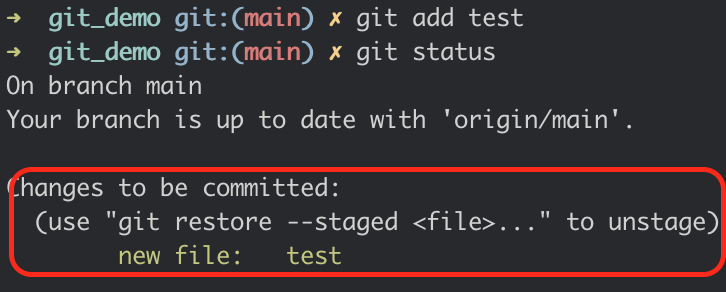 ➜ git_demo git:(main) ✗ git add test
➜ git_demo git:(main) ✗ git status
On branch main
Your branch is up to date with 'origin/main'.
Changes to be committed:
(use "git restore --staged <file>..." to unstage)
new file: test